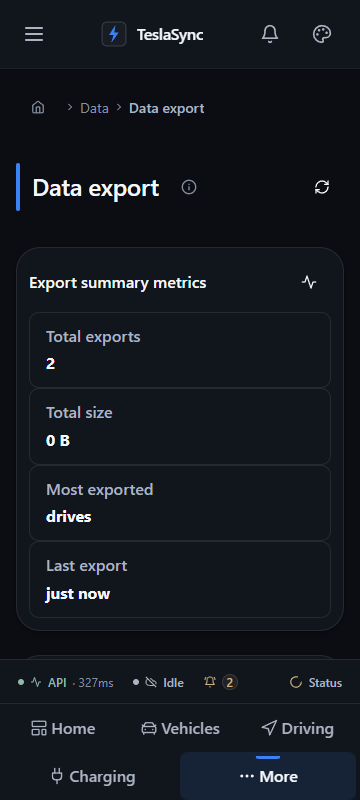 TeslaSync
Data
Data export
Data export
Export summary metrics
Total exports
2
Total size
0 B
Most exported
drives
Last export
just now
API · 327ms
Idle
2
Status
Home
Vehicles
Driving
Charging
More